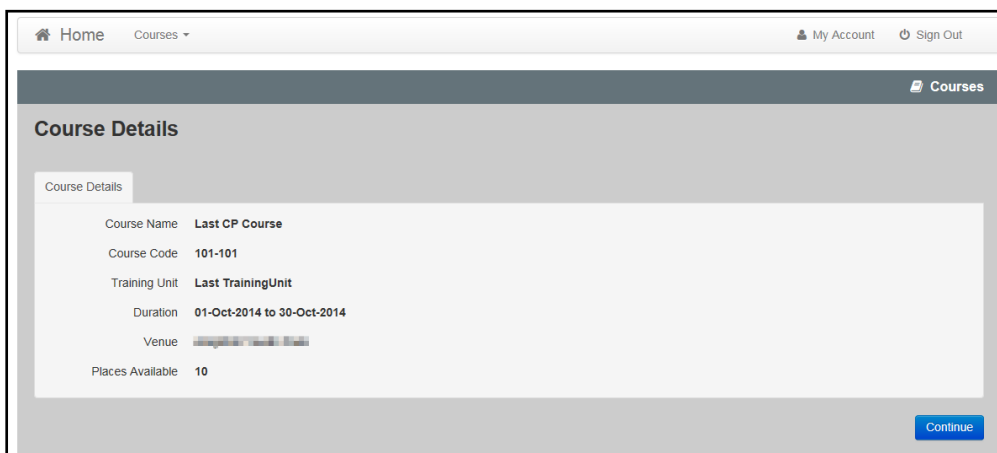 Home Courses My Account Sign Out
Courses
Course Details
Course Details
Course Name Last CP Course
Course Code 101-101
Training Unit Last TrainingUnit
Duration 01-Oct-2014 to 30-Oct-2014
Venue
Places Available 10
Continue